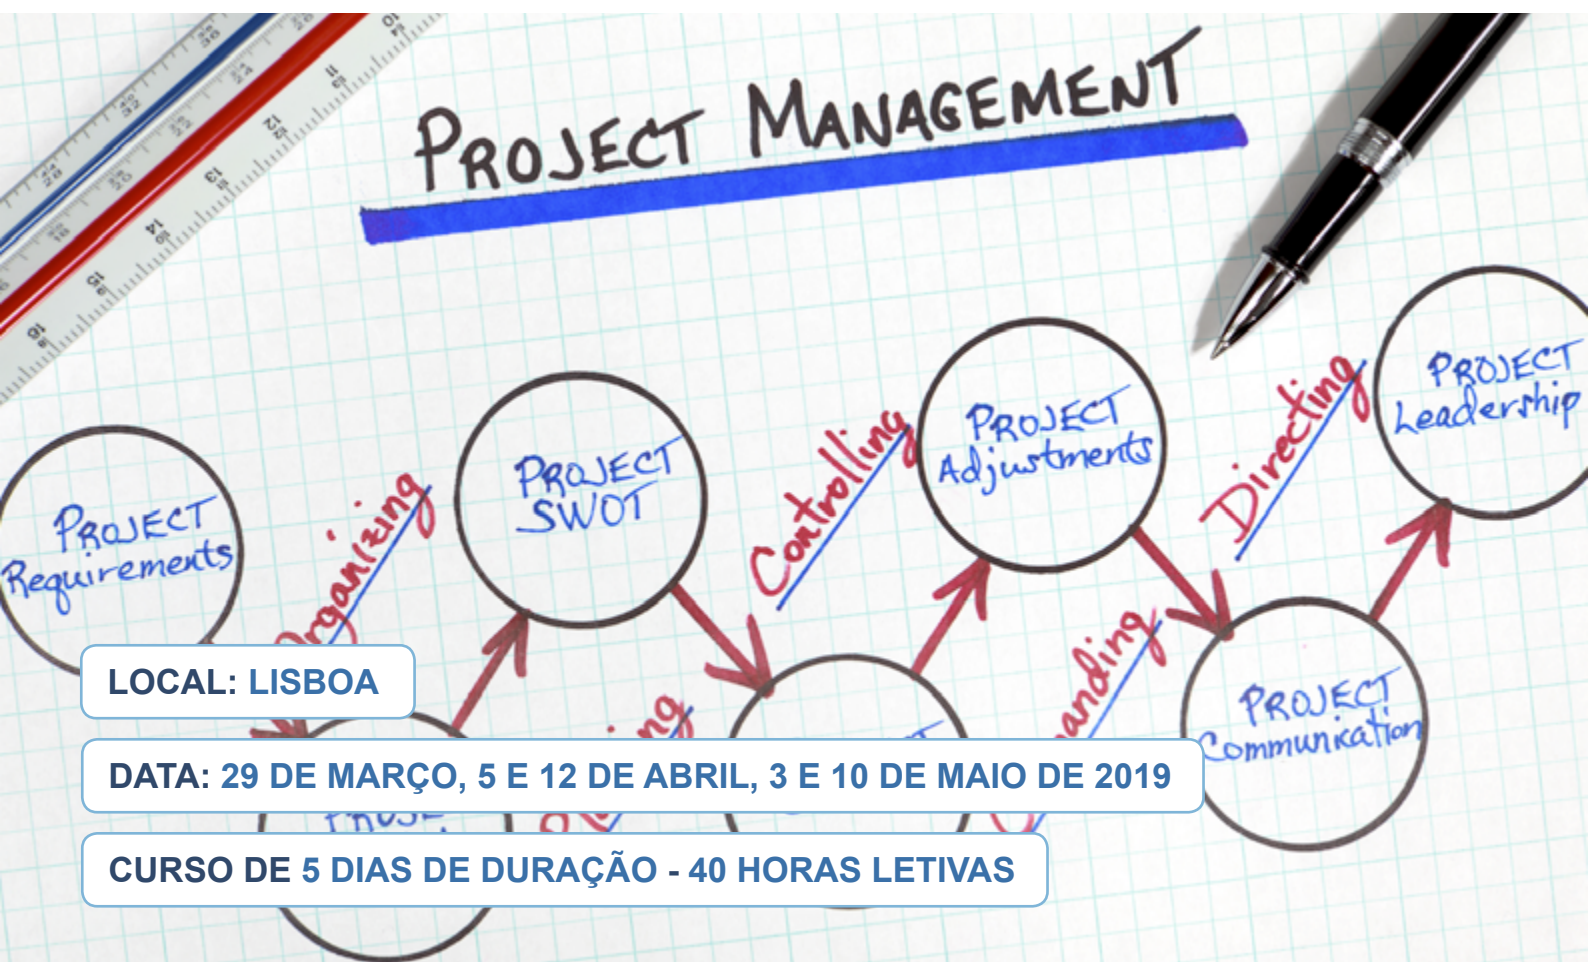 PROJECT MANAGEMENT
PROJECT
Requirements
Organizing
PROJECT
SWOT
Controlling
PROJECT
Adjustments
Directing
PROJECT
Leadership
PROJECT
Communication
LOCAL: LISBOA
DATA: 29 DE MARÇO, 5 E 12 DE ABRIL, 3 E 10 DE MAIO DE 2019
CURSO DE 5 DIAS DE DURAÇÃO - 40 HORAS LETIVAS